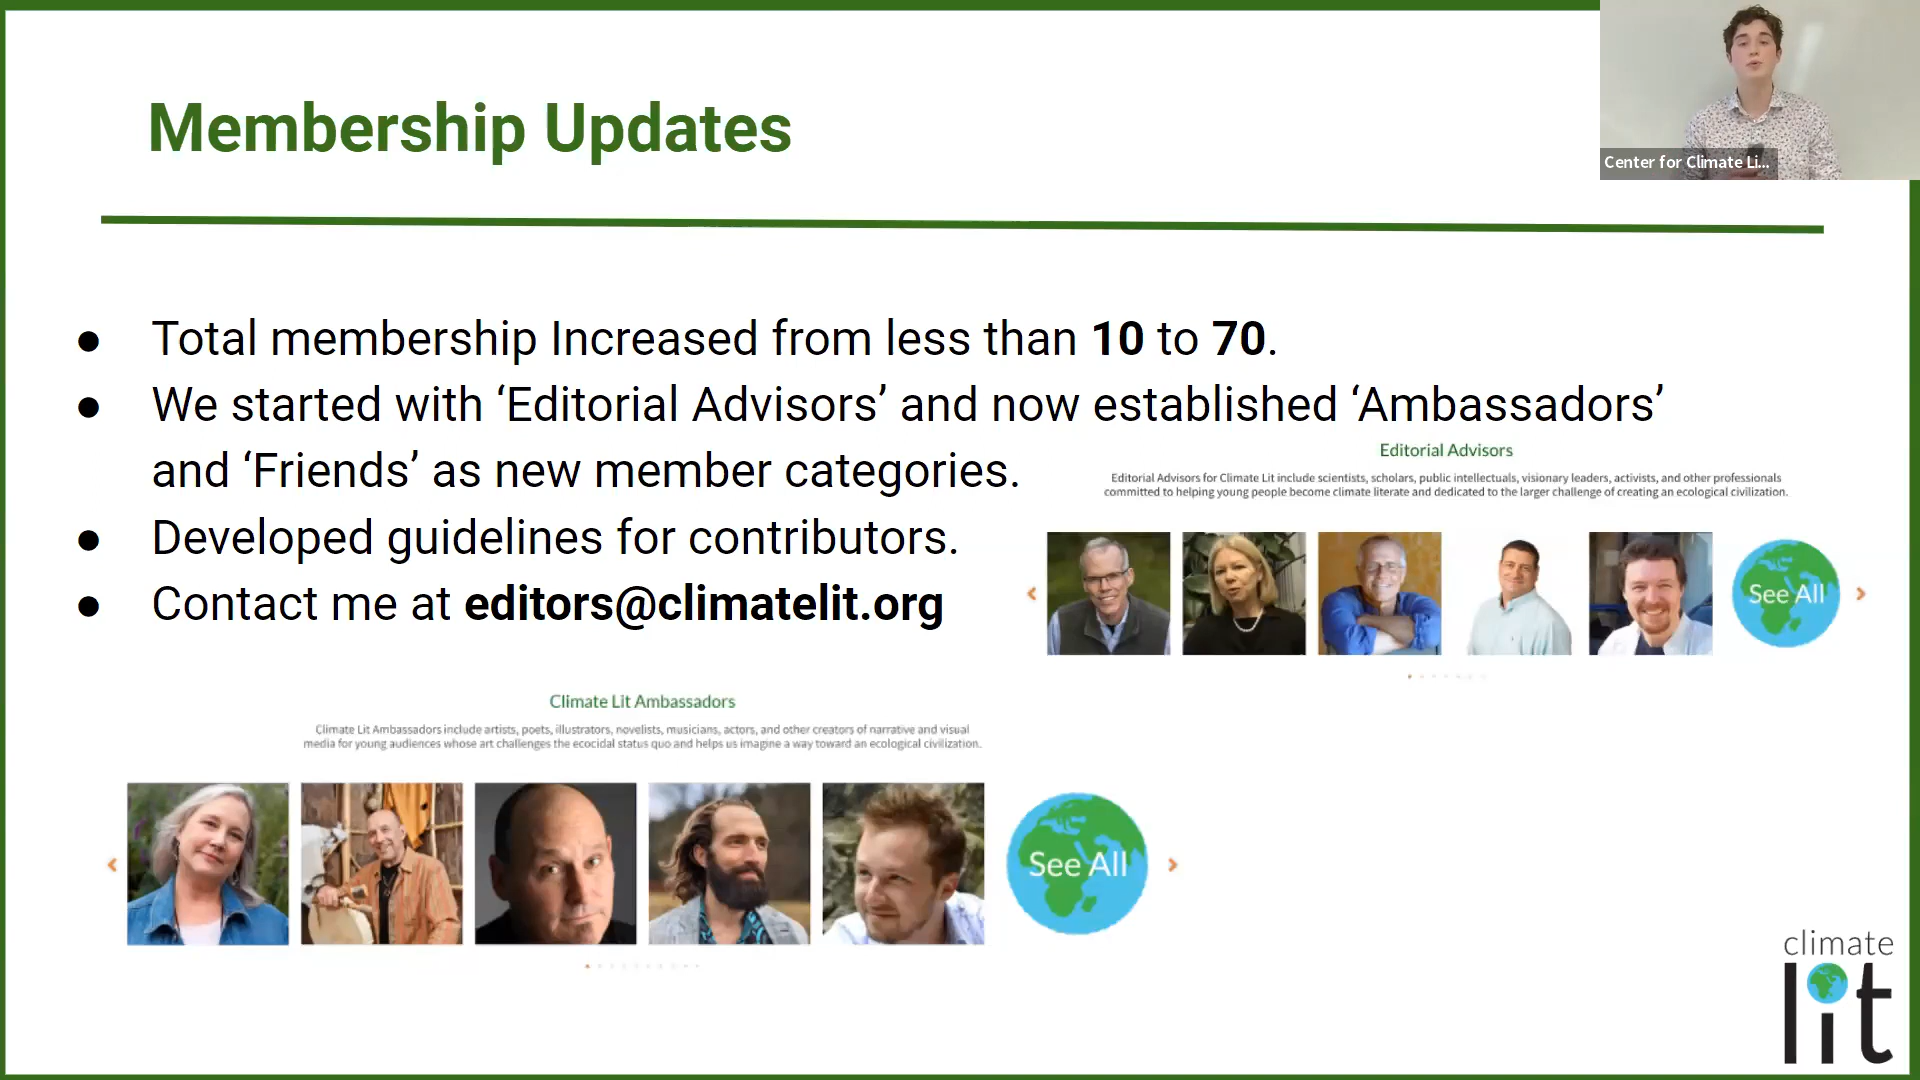 Membership Updates
Center for Climate Li...
● Total membership Increased from less than 10 to 70.
● We started with ‘Editorial Advisors’ and now established ‘Ambassadors’
and ‘Friends’ as new member categories.
● Developed guidelines for contributors.
● Contact me at editors@climatelit.org
Editorial Advisors
Editorial Advisors for Climate Lit include scientists, scholars, public intellectuals, visionary leaders, activists, and other professionals
committed to helping young people become climate literate and dedicated to the larger challenge of creating an ecological civilization.
See All
Climate Lit Ambassadors
Climate Lit Ambassadors include artists, poets, illustrators, novelists, musicians, actors, and other creators of narrative and visual
media for young audiences whose art challenges the ecocidal status quo and helps us imagine a way toward an ecological civilization.
See All
climate
lit